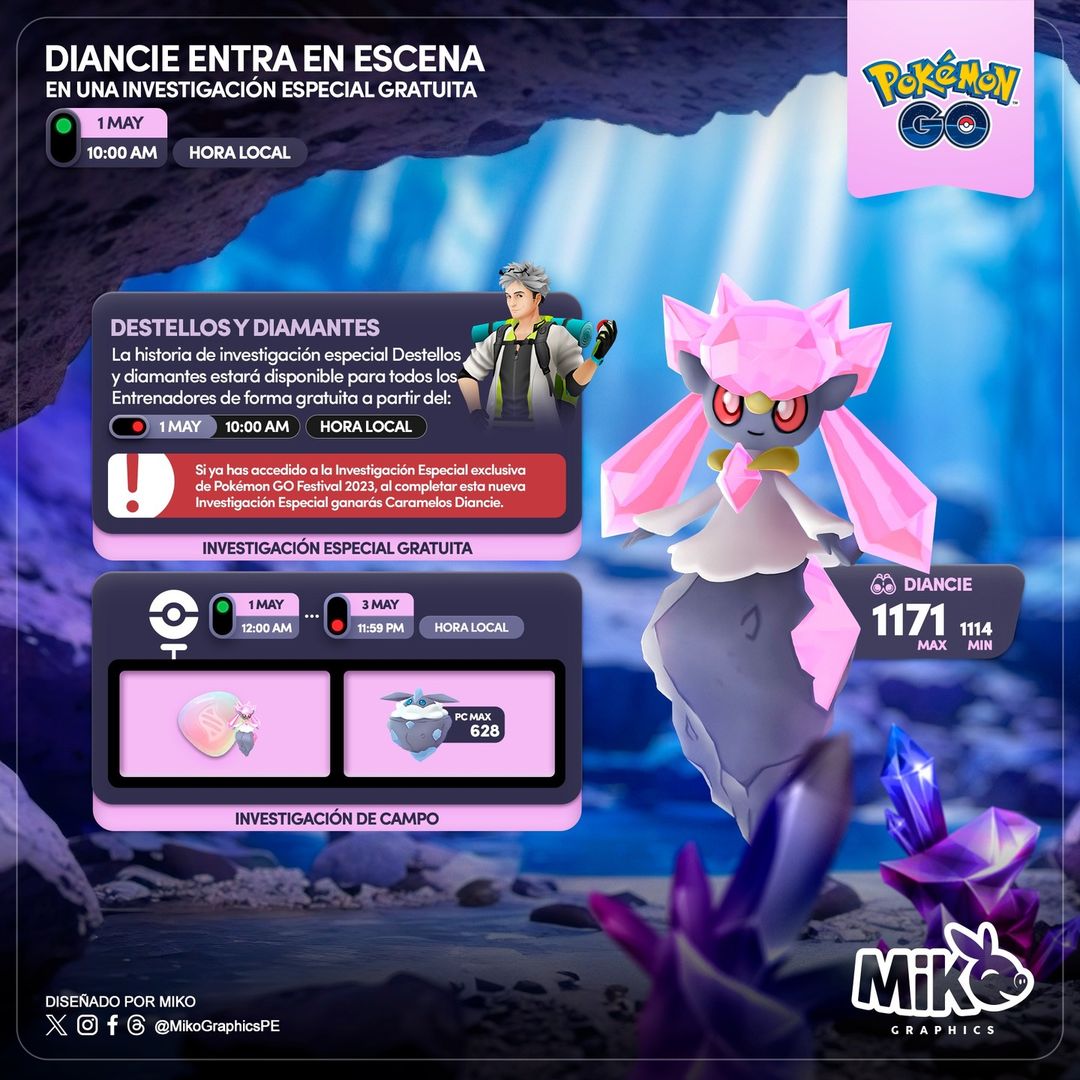 DIANCIE ENTRA EN ESCENA
EN UNA INVESTIGACIÓN ESPECIAL GRATUITA
1 MAY
10:00 AM
HORA LOCAL
POKéMON
GO
DESTELLOS Y DIAMANTES
La historia de investigación especial Destellos
y diamantes estará disponible para todos los
Entrenadores de forma gratuita a partir del:
1 MAY
10:00 AM
HORA LOCAL
!
Si ya has accedido a la Investigación Especial exclusiva
de Pokémon GO Festival 2023, al completar esta nueva
Investigación Especial ganarás Caramelos Diancie.
INVESTIGACIÓN ESPECIAL GRATUITA
DIANCIE
1171
MAX
1114
MIN
1 MAY
12:00 AM
...
3 MAY
11:59 PM
HORA LOCAL
PC MAX
628
INVESTIGACIÓN DE CAMPO
DISEÑADO POR MIKO
@MikoGraphicsPE
MiKO
GRAPHICS